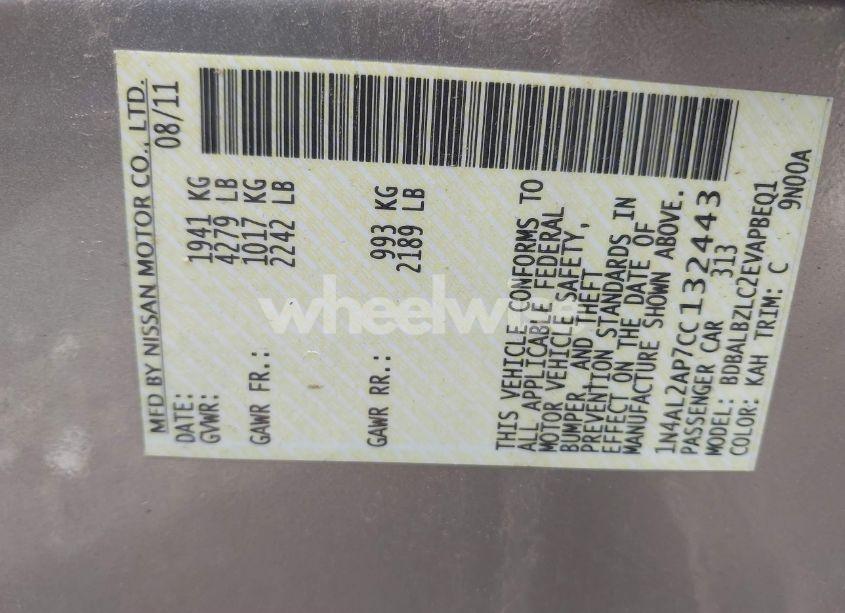 MFD BY NISSAN MOTOR CO., LTD.
DATE: 08/11
GVWR: 1941 KG
4279 LB
GAWR FR.: 1017 KG
2242 LB
GAWR RR.: 993 KG
2189 LB
THIS VEHICLE CONFORMS TO
ALL APPLICABLE FEDERAL
MOTOR VEHICLE SAFETY,
BUMPER AND THEFT
PREVENTION STANDARDS IN
EFFECT ON THE DATE OF
MANUFACTURE SHOWN ABOVE.
1N4AL2AP7CC132443
PASSENGER CAR 313
MODEL: BDBALBZLC2EVAPBEQ1
COLOR: KAH TRIM: C 9N00A
wheelwise